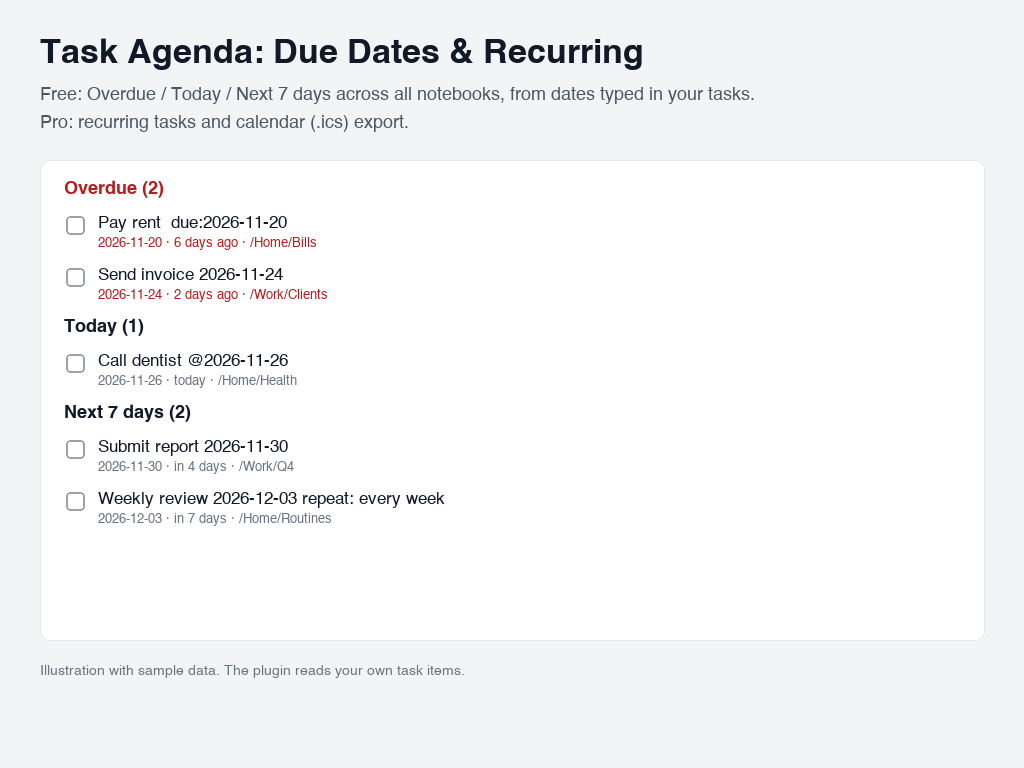 Task Agenda: Due Dates & Recurring
Free: Overdue / Today / Next 7 days across all notebooks, from dates typed in your tasks.
Pro: recurring tasks and calendar (.ics) export.
Overdue (2)
Pay rent  due:2026-11-20
2026-11-20 · 6 days ago · /Home/Bills
Send invoice 2026-11-24
2026-11-24 · 2 days ago · /Work/Clients
Today (1)
Call dentist @2026-11-26
2026-11-26 · today · /Home/Health
Next 7 days (2)
Submit report 2026-11-30
2026-11-30 · in 4 days · /Work/Q4
Weekly review 2026-12-03 repeat: every week
2026-12-03 · in 7 days · /Home/Routines
Illustration with sample data. The plugin reads your own task items.